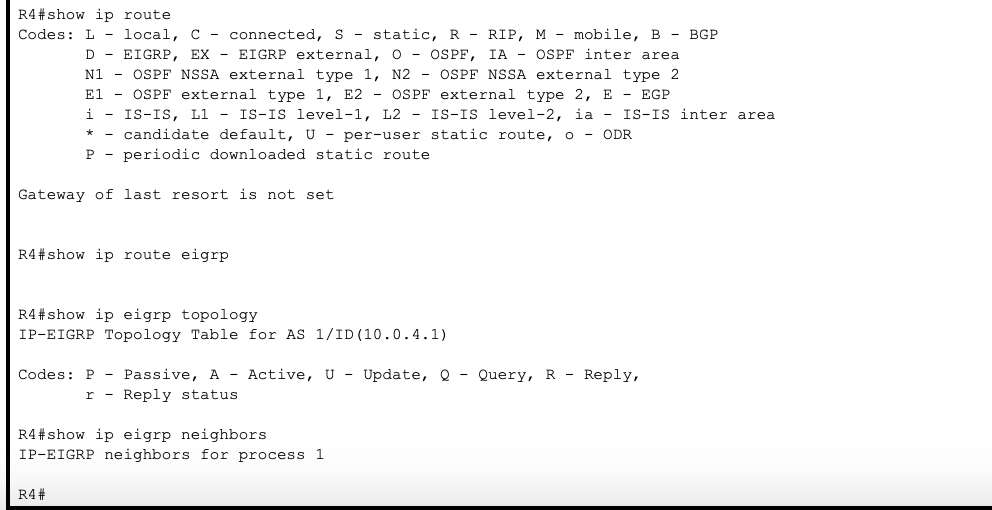 R4#show ip route
Codes: L - local, C - connected, S - static, R - RIP, M - mobile, B - BGP
D - EIGRP, EX - EIGRP external, O - OSPF, IA - OSPF inter area
N1 - OSPF NSSA external type 1, N2 - OSPF NSSA external type 2
E1 - OSPF external type 1, E2 - OSPF external type 2, E - EGP
i - IS-IS, L1 - IS-IS level-1, L2 - IS-IS level-2, ia - IS-IS inter area
* - candidate default, U - per-user static route, o - ODR
P - periodic downloaded static route
Gateway of last resort is not set
R4#show ip route eigrp
R4#show ip eigrp topology
IP-EIGRP Topology Table for AS 1/ID(10.0.4.1)
Codes: P - Passive, A - Active, U - Update, Q - Query, R - Reply,
r - Reply status
R4#show ip eigrp neighbors
IP-EIGRP neighbors for process 1
R4#